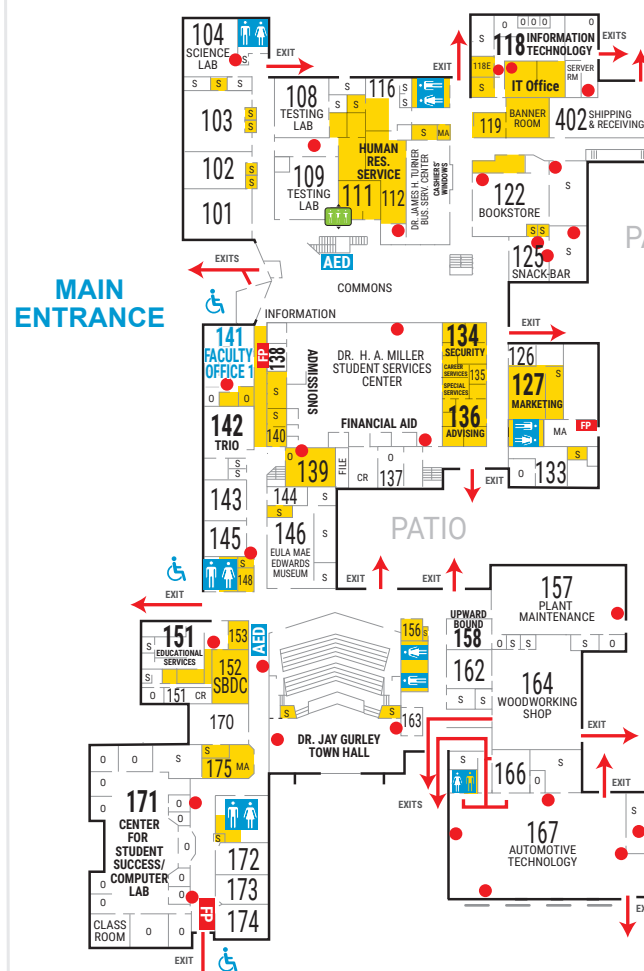 104
SCIENCE
LAB
S
EXIT
S
S
S
103
S
S
102
S
S
101
108
TESTING
LAB
S
S
116
S
S
EXIT
S
MA
HUMAN
RES.
SERVICE
109
TESTING
LAB
111
112
DR. JAMES H. TURNER
BUS. SERV. CENTER
CASHIERS'
WINDOWS
O O O
O
S
118 INFORMATION
TECHNOLOGY
EXITS
118E
IT Office
SERVER
RM
S
119
BANNER
ROOM
402 SHIPPING
& RECEIVING
122
BOOKSTORE
S
S S
125
SNACK-BAR
S
S
PA
EXITS
AED
COMMONS
MAIN
ENTRANCE
INFORMATION
141
FACULTY
OFFICE 1
O
O
FP
138
S
S
140
ADMISSIONS
DR. H. A. MILLER
STUDENT SERVICES
CENTER
FINANCIAL AID
134
SECURITY
CAREER
SERVICES
135
SPECIAL
SERVICES
136
ADVISING
EXIT
126
127
MARKETING
MA
FP
S
O
133
142
TRIO
S
S
O
139
FILE
CR
O
137
EXIT
143
144
S
S
145
146
EULA MAE
EDWARDS
MUSEUM
S
S
S
148
PATIO
EXIT
EXIT
EXIT
151
EDUCATIONAL
SERVICES
S
S
O
151
CR
153
152
SBDC
AED
170
S
175
MA
156
S
UPWARD
BOUND
158
162
S
S
163
S
S
DR. JAY GURLEY
TOWN HALL
157
PLANT
MAINTENANCE
S
O
S
S
164
WOODWORKING
SHOP
EXIT
EXITS
S
166
O
EXIT
167
AUTOMOTIVE
TECHNOLOGY
S
EX
O
O
S
O
O
171
CENTER
FOR
STUDENT
SUCCESS/
COMPUTER
LAB
O
O
O
O
O
O
O
CLASS
ROOM
O
O
S
172
173
174
FP
EXIT